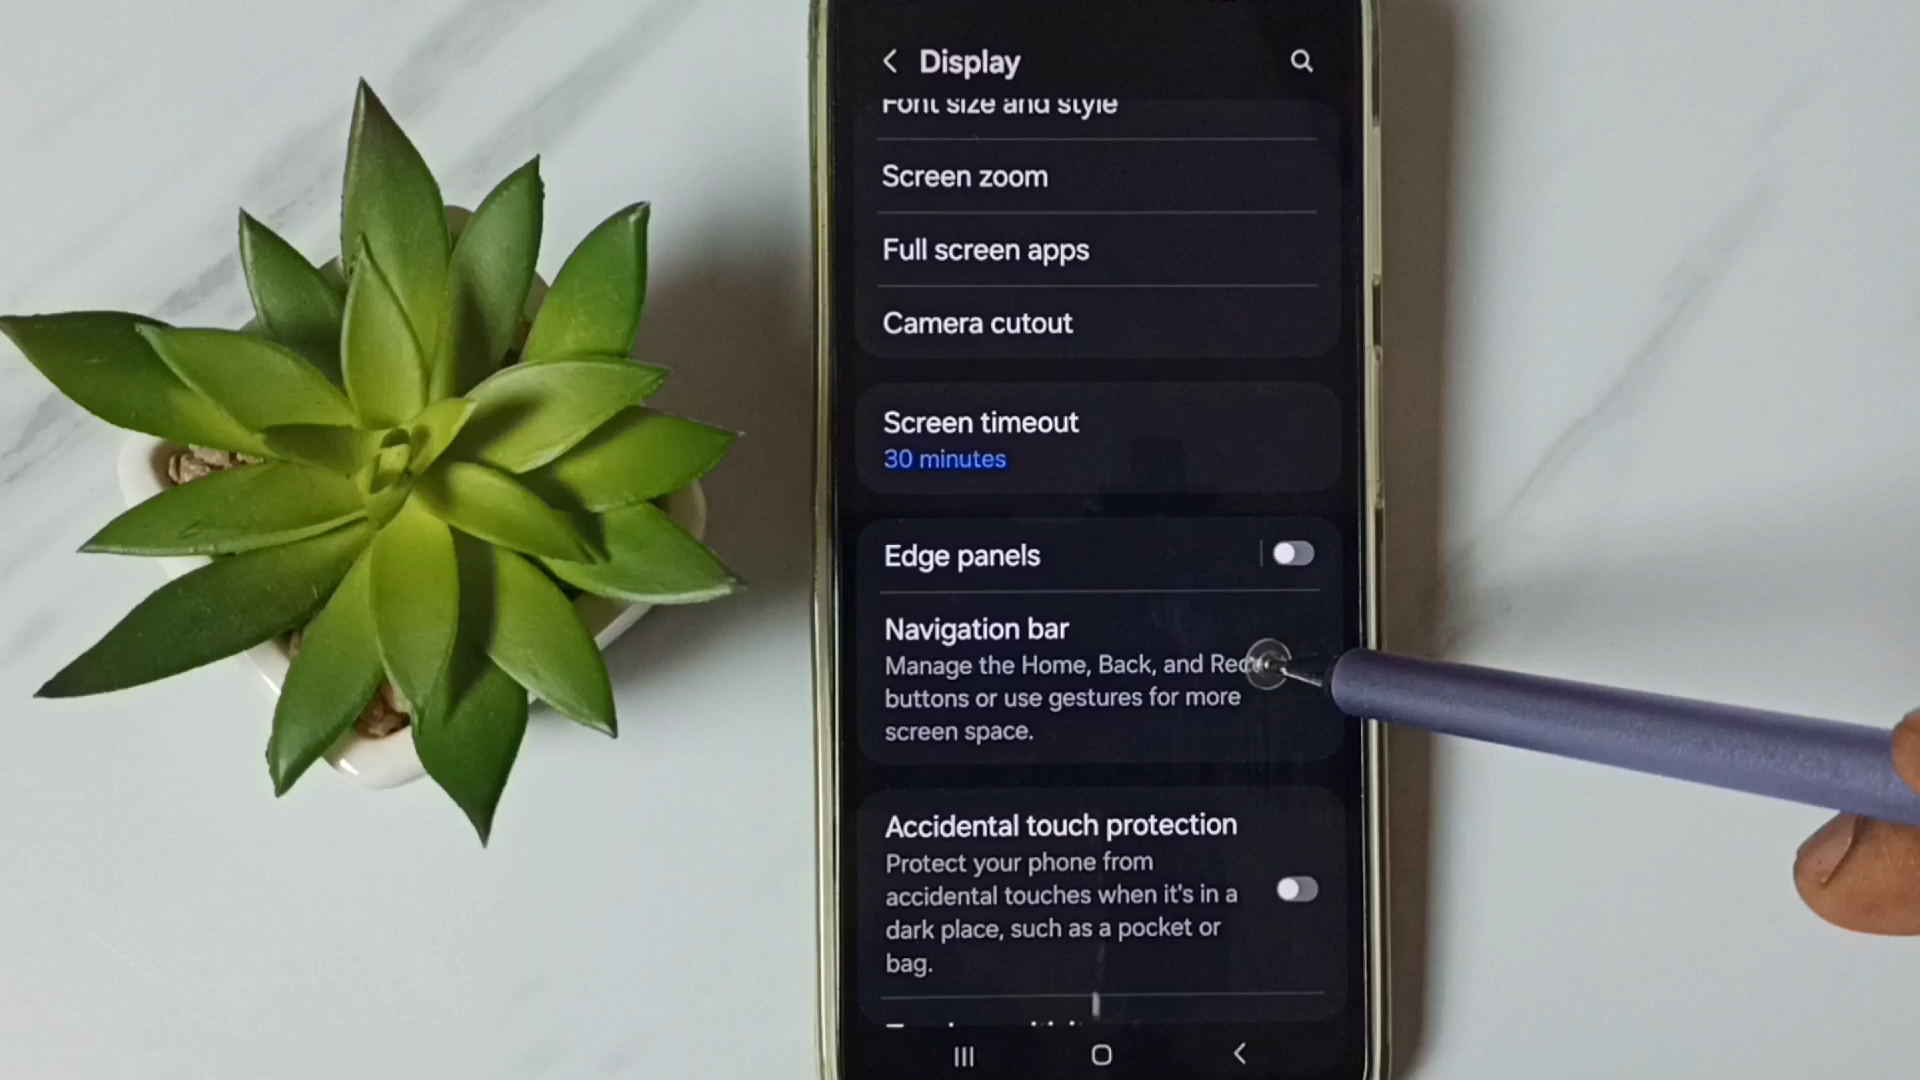 Display
Font size and style
Screen zoom
Full screen apps
Camera cutout
Screen timeout
30 minutes
Edge panels
Navigation bar
Manage the Home, Back, and
buttons or use gestures for more
screen space.
Accidental touch protection
Protect your phone from
accidental touches when it's in a
dark place, such as a pocket or
bag.